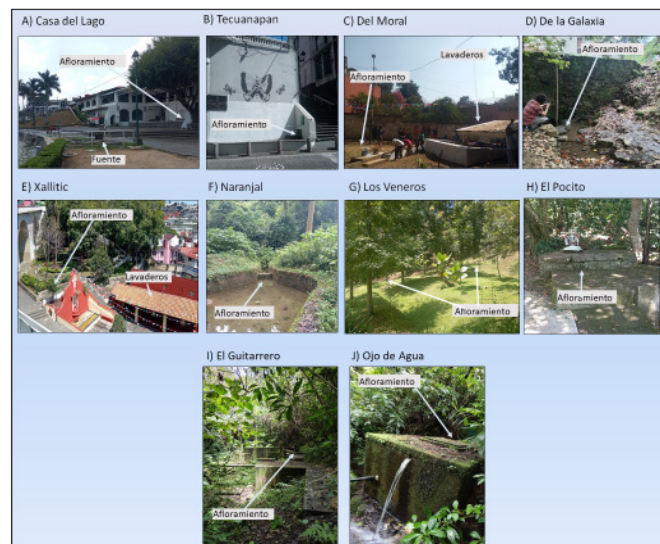 A) Casa del Lago
Afloramiento
Fuente
B) Tecuanapan
Afloramiento
C) Del Moral
Afloramiento
Lavaderos
D) De la Galaxia
Afloramiento
E) Xallitic
Afloramiento
Lavaderos
F) Naranjal
Afloramiento
G) Los Veneros
Afloramiento
H) El Pocito
Afloramiento
I) El Guitarrero
Afloramiento
J) Ojo de Agua
Afloramiento